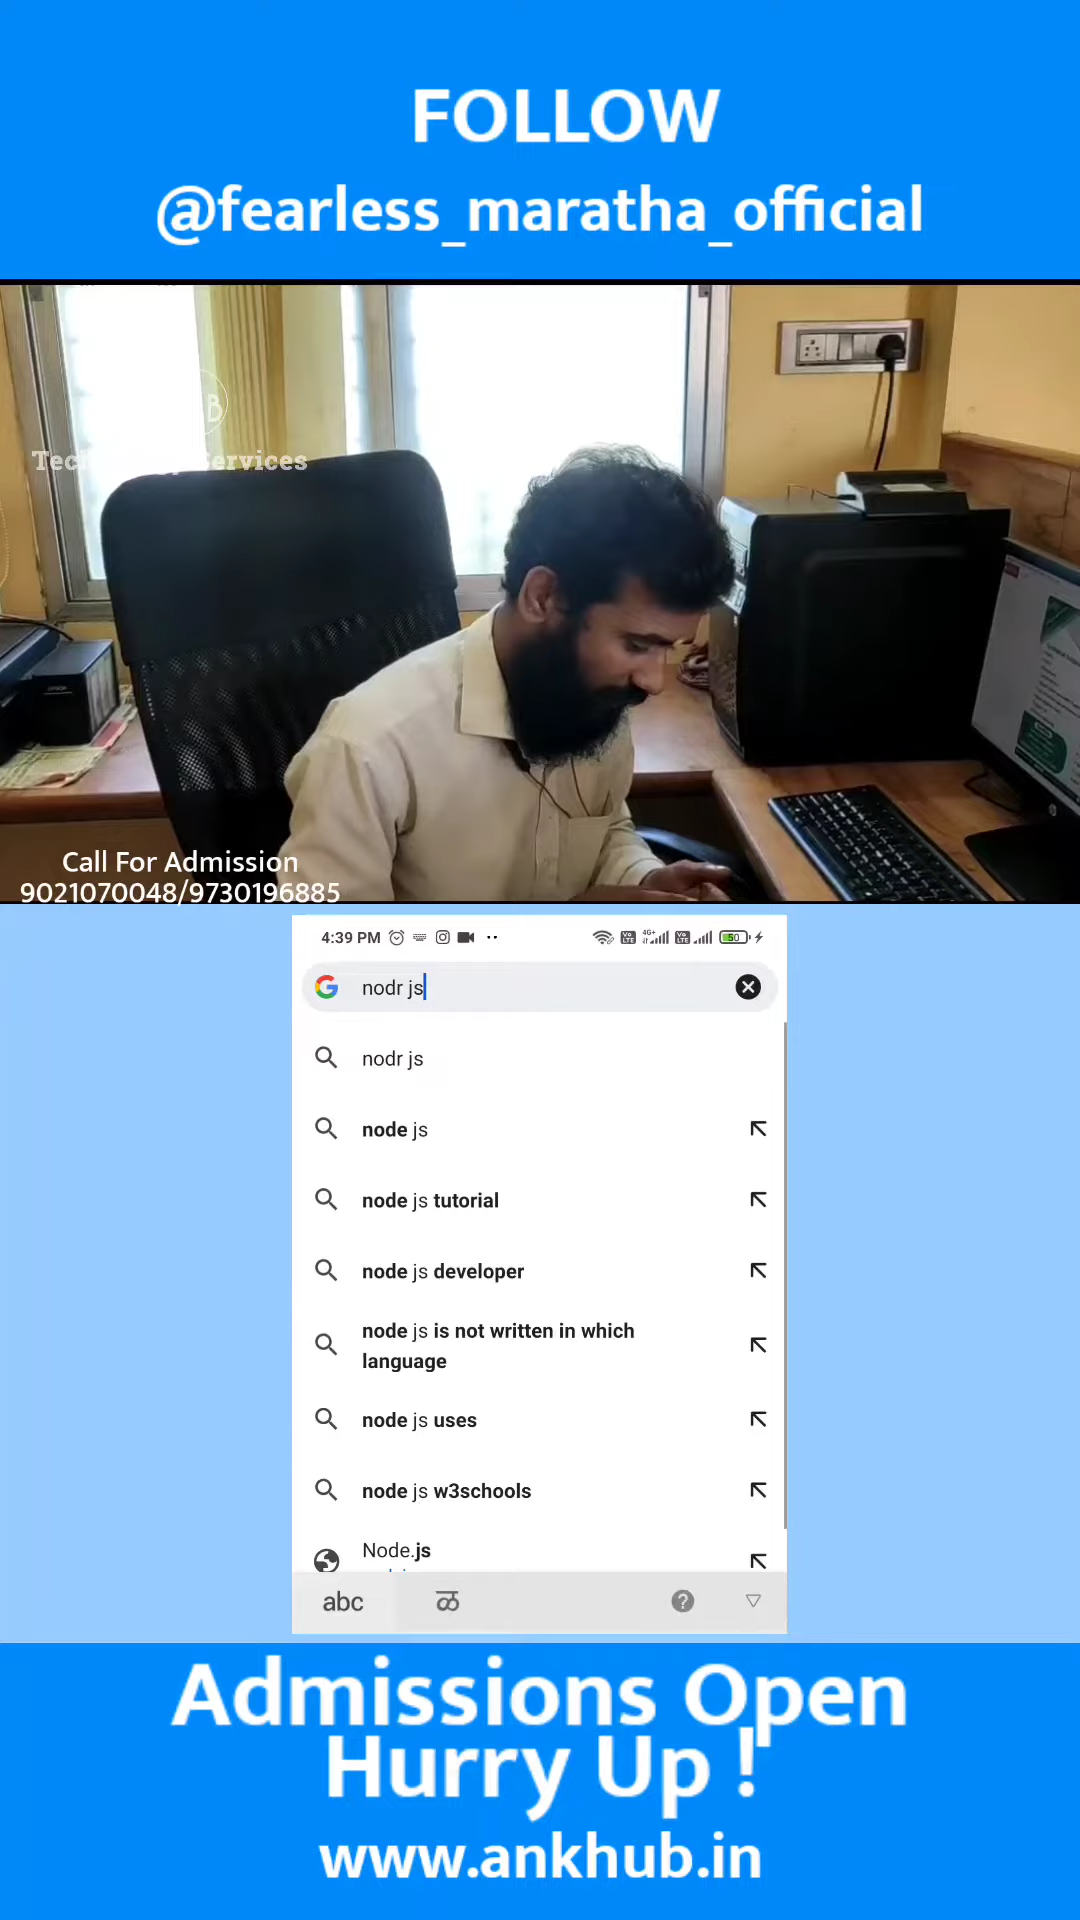 FOLLOW
@fearless_maratha_official
Services
Call For Admission
9021070048/9730196885
4:39 PM
50
nodr js
nodr js
node js
node js tutorial
node js developer
node js is not written in which
language
node js uses
node js w3schools
Node.js
abc
ळ
Admissions Open
Hurry Up !
www.ankhub.in